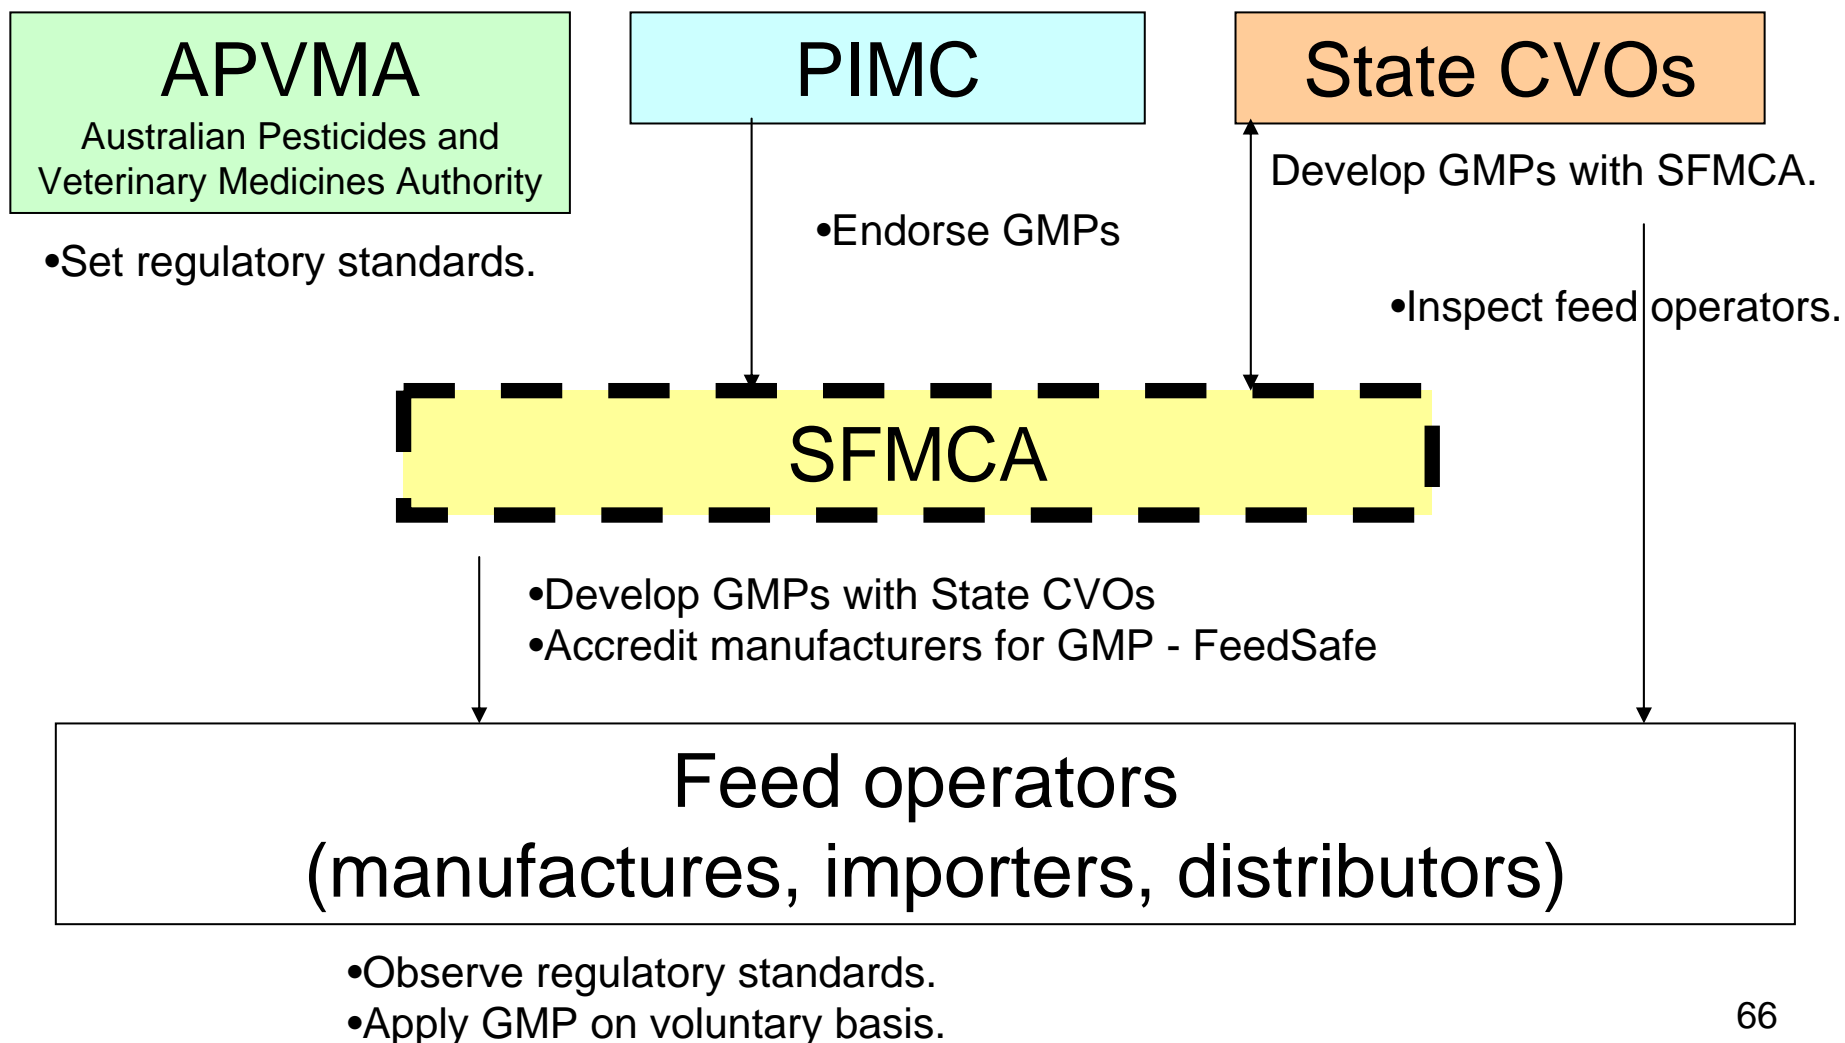 APVMA
Australian Pesticides and
Veterinary Medicines Authority
•Set regulatory standards.
PIMC
•Endorse GMPs
State CVOs
Develop GMPs with SFMCA.
•Inspect feed operators.
SFMCA
•Develop GMPs with State CVOs
•Accredit manufacturers for GMP - FeedSafe
Feed operators
(manufactures, importers, distributors)
•Observe regulatory standards.
•Apply GMP on voluntary basis.
66